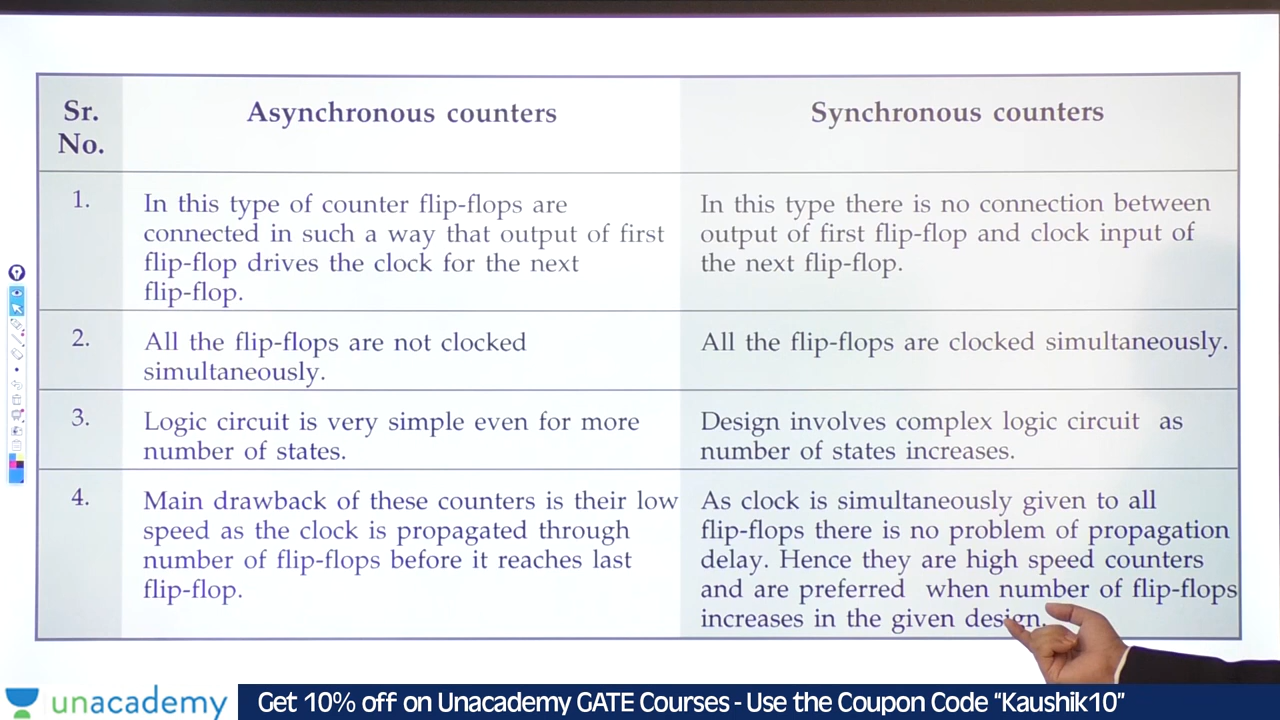 Sr.
No.
Asynchronous counters
Synchronous counters
1.
In this type of counter flip-flops are
connected in such a way that output of first
flip-flop drives the clock for the next
flip-flop.
In this type there is no connection between
output of first flip-flop and clock input of
the next flip-flop.
2.
All the flip-flops are not clocked
simultaneously.
All the flip-flops are clocked simultaneously.
3.
Logic circuit is very simple even for more
number of states.
Design involves complex logic circuit as
number of states increases.
4.
Main drawback of these counters is their low
speed as the clock is propagated through
number of flip-flops before it reaches last
flip-flop.
As clock is simultaneously given to all
flip-flops there is no problem of propagation
delay. Hence they are high speed counters
and are preferred when number of flip-flops
increases in the given design.
unacademy
Get 10% off on Unacademy GATE Courses - Use the Coupon Code “Kaushik10”